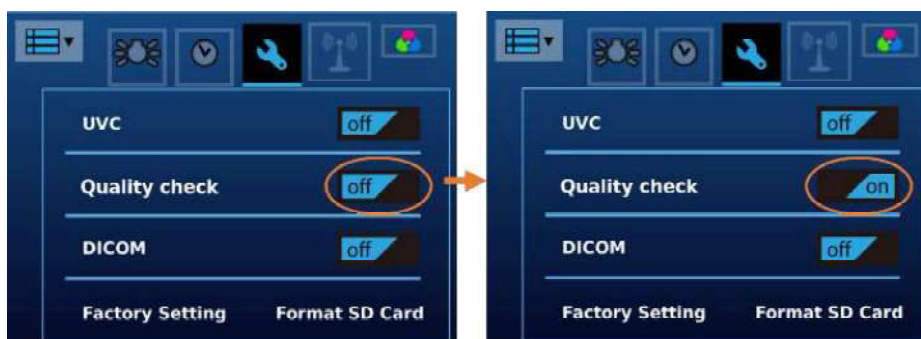 UVC off
Quality check off
DICOM off
Factory Setting Format SD Card
UVC off
Quality check on
DICOM off
Factory Setting Format SD Card